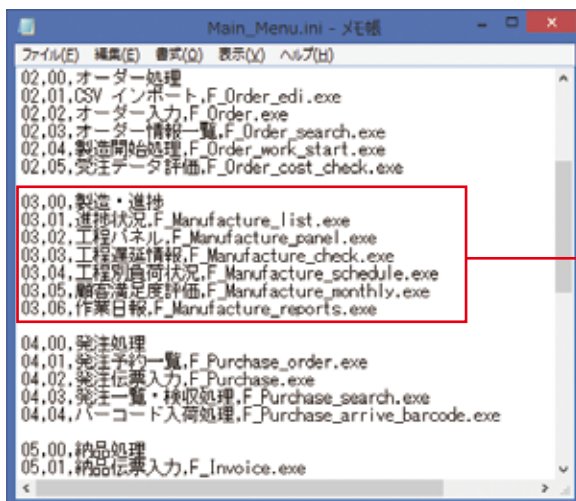 Main_Menu.ini - メモ帳
ファイル(F) 編集(E) 書式(O) 表示(V) ヘルプ(H)
02,00,オーダー処理
02,01,CSV インポート,F_Order_edi.exe
02,02,オーダー入力,F_Order.exe
02,03,オーダー情報一覧,F_Order_search.exe
02,04,製造開始処理,F_Order_work_start.exe
02,05,受注データ評価,F_Order_cost_check.exe
03,00,製造・進捗
03,01,進捗状況,F_Manufacture_list.exe
03,02,工程パネル,F_Manufacture_panel.exe
03,03,工程遅延情報,F_Manufacture_check.exe
03,04,工程別負荷状況,F_Manufacture_schedule.exe
03,05,顧客満足度評価,F_Manufacture_monthly.exe
03,06,作業日報,F_Manufacture_reports.exe
04,00,発注処理
04,01,発注予約一覧,F_Purchase_order.exe
04,02,発注伝票入力,F_Purchase.exe
04,03,発注一覧・検収処理,F_Purchase_search.exe
04,04,バーコード入荷処理,F_Purchase_arrive_barcode.exe
05,00,納品処理
05,01,納品伝票入力,F_Invoice.exe